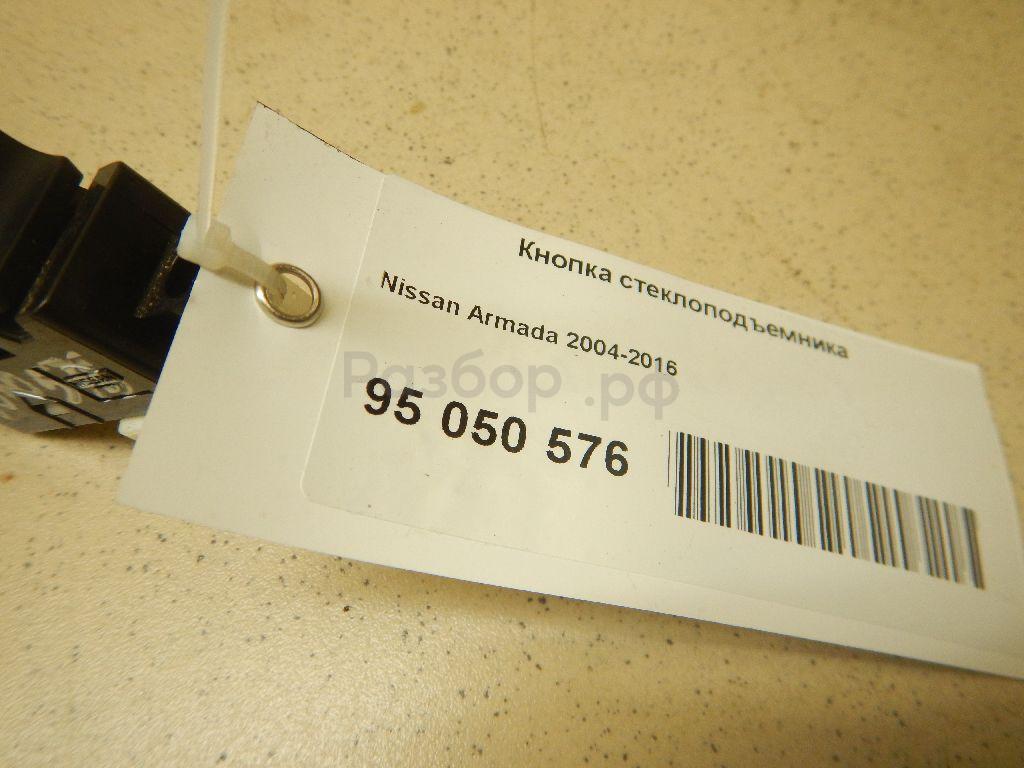 Кнопка стеклоподъемника
Nissan Armada 2004-2016
Разбор.рф
95 050 576